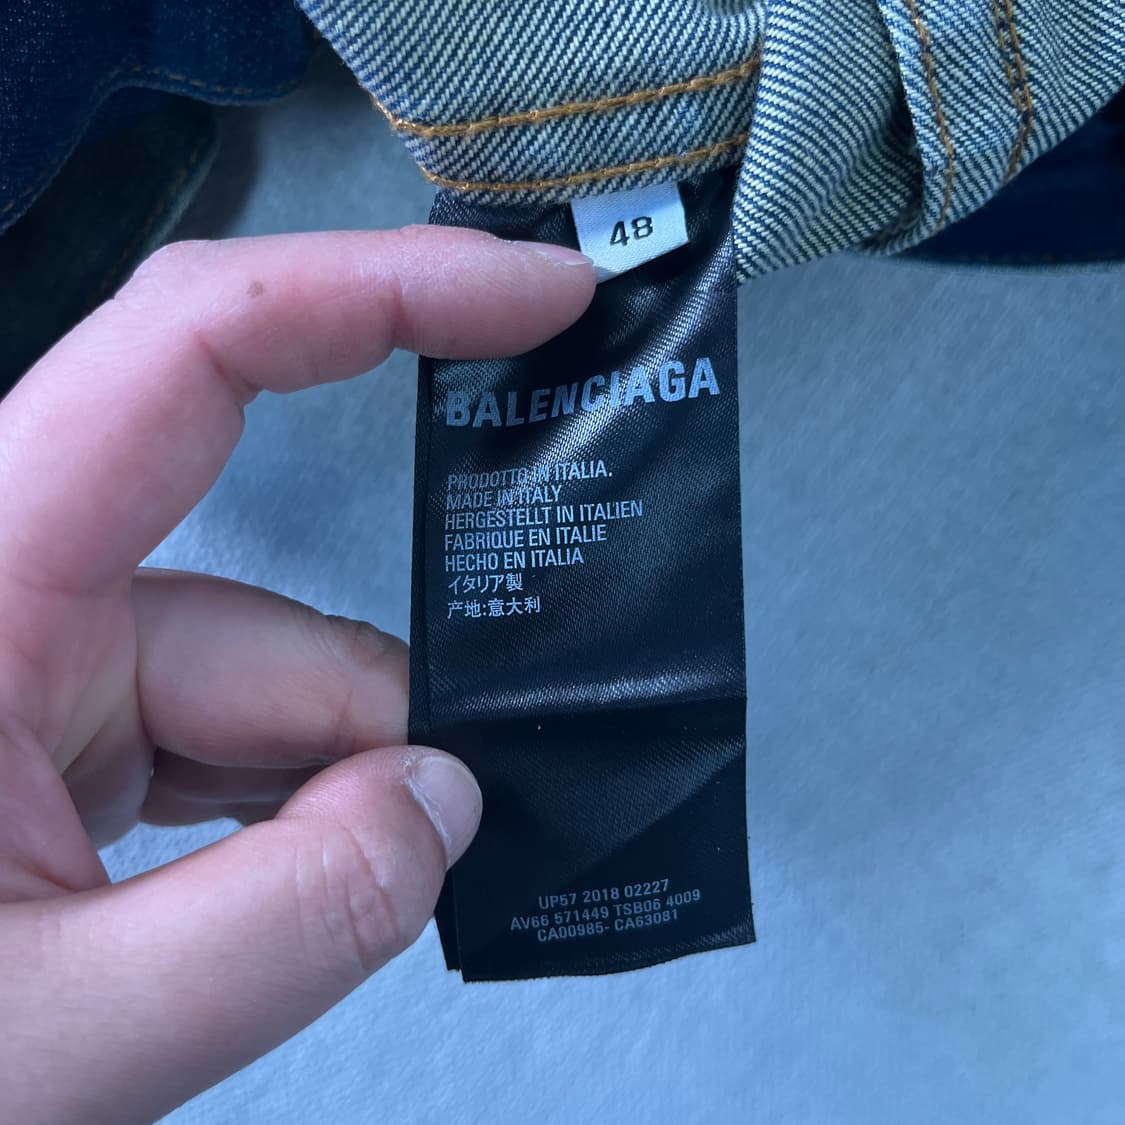 48
BALENCIAGA
PRODOTTO IN ITALIA.
MADE IN ITALY
HERGESTELLT IN ITALIEN
FABRIQUE EN ITALIE
HECHO EN ITALIA
イタリア製
产地:意大利
UP57 2018 02227
AV66 571449 TSB06 4009
CA00985- CA63081